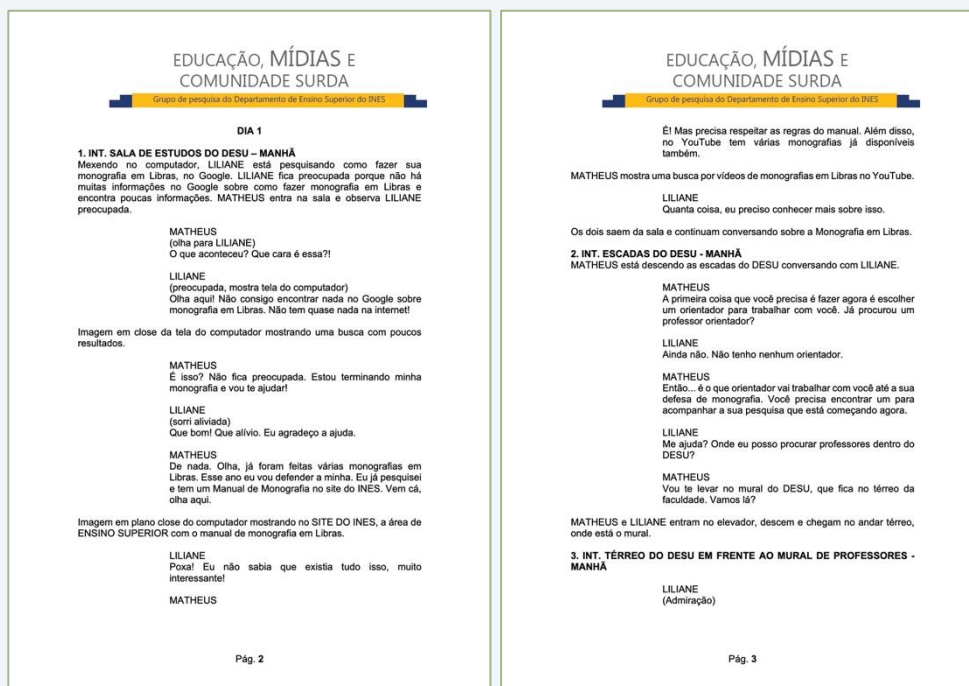 EDUCAÇÃO, MÍDIAS E
COMUNIDADE SURDA
Grupo de pesquisa do Departamento de Ensino Superior do INES
DIA 1
1. INT. SALA DE ESTUDOS DO DESU – MANHÃ
Mexendo no computador, LILIANE está pesquisando como fazer sua
monografia em Libras, no Google. LILIANE fica preocupada porque não há
muitas informações no Google sobre como fazer monografia em Libras e
encontra poucas informações. MATHEUS entra na sala e observa LILIANE
preocupada.
MATHEUS
(olha para LILIANE)
O que aconteceu? Que cara é essa?!
LILIANE
(preocupada, mostra tela do computador)
Olha aqui! Não consigo encontrar nada no Google sobre
monografia em Libras. Não tem quase nada na internet!
Imagem em close da tela do computador mostrando uma busca com poucos
resultados.
MATHEUS
É isso? Não fica preocupada. Estou terminando minha
monografia e vou te ajudar!
LILIANE
(sorri aliviada)
Que bom! Que alívio. Eu agradeço a ajuda.
MATHEUS
De nada. Olha, já foram feitas várias monografias em
Libras. Esse ano eu vou defender a minha. Eu já pesquisei
e tem um Manual de Monografia no site do INES. Vem cá,
olha aqui.
Imagem em plano close do computador mostrando no SITE DO INES, a área de
ENSINO SUPERIOR com o manual de monografia em Libras.
LILIANE
Poxa! Eu não sabia que existia tudo isso, muito
interessante!
MATHEUS
Pág. 2
EDUCAÇÃO, MÍDIAS E
COMUNIDADE SURDA
Grupo de pesquisa do Departamento de Ensino Superior do INES
É! Mas precisa respeitar as regras do manual. Além disso,
no YouTube tem várias monografias já disponíveis
também.
MATHEUS mostra uma busca por vídeos de monografias em Libras no YouTube.
LILIANE
Quanta coisa, eu preciso conhecer mais sobre isso.
Os dois saem da sala e continuam conversando sobre a Monografia em Libras.
2. INT. ESCADAS DO DESU - MANHÃ
MATHEUS está descendo as escadas do DESU conversando com LILIANE.
MATHEUS
A primeira coisa que você precisa é fazer agora é escolher
um orientador para trabalhar com você. Já procurou um
professor orientador?
LILIANE
Ainda não. Não tenho nenhum orientador.
MATHEUS
Então... é o que orientador vai trabalhar com você até a sua
defesa de monografia. Você precisa encontrar um para
acompanhar a sua pesquisa que está começando agora.
LILIANE
Me ajuda? Onde eu posso procurar professores dentro do
DESU?
MATHEUS
Vou te levar no mural do DESU, que fica no térreo da
faculdade. Vamos lá?
MATHEUS e LILIANE entram no elevador, descem e chegam no andar térreo,
onde está o mural.
3. INT. TÉRREO DO DESU EM FRENTE AO MURAL DE PROFESSORES -
MANHÃ
LILIANE
(Admiração)
Pág. 3